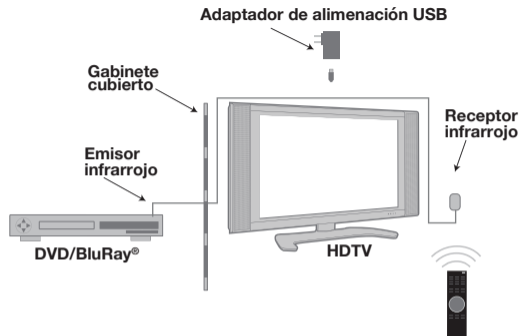 Adaptador de alimenación USB
Gabinete
cubierto
Receptor
infrarrojo
Emisor
infrarrojo
DVD/BluRay®
HDTV